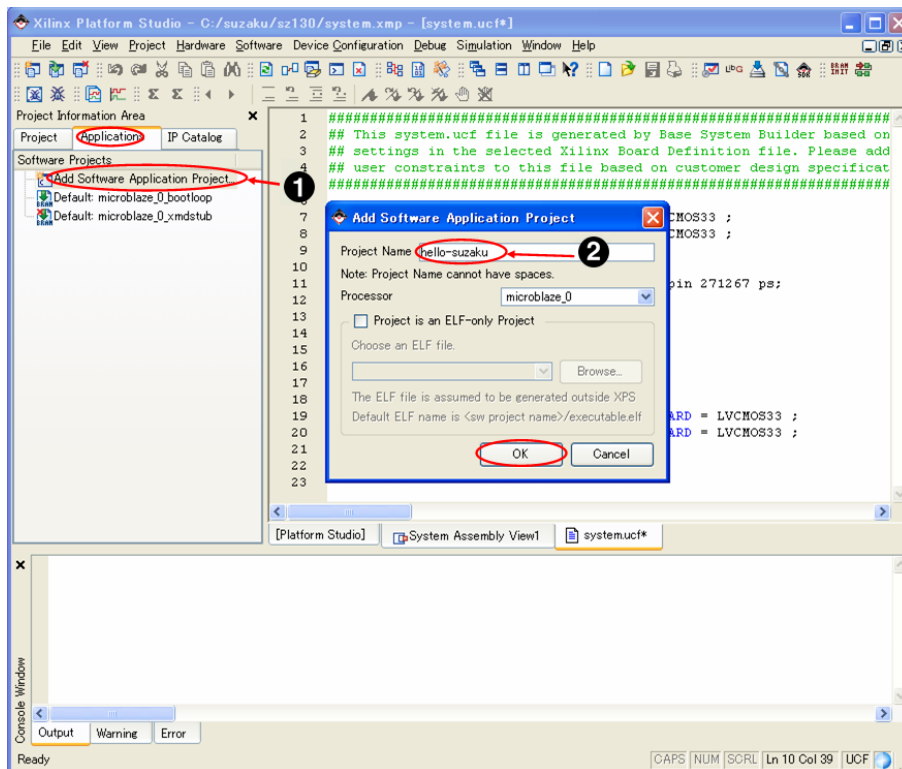 Xilinx Platform Studio - C:/suzaku/sz130/system.xmp - [system.ucf*]
File Edit View Project Hardware Software Device Configuration Debug Simulation Window Help
Project Information Area
Project Applications IP Catalog
Software Projects
Add Software Application Project...
Default: microblaze_0_bootloop
Default: microblaze_0_xmdstub
1
1 ################################################################
2 ## This system.ucf file is generated by Base System Builder based on
3 ## settings in the selected Xilinx Board Definition file. Please add
4 ## user constraints to this file based on customer design specificat
################################################################
7 CMOS33 ;
8 CMOS33 ;
9
10
11 pin 271267 ps;
12
13
14
15
16
17
18
19 ARD = LVCMOS33 ;
20 ARD = LVCMOS33 ;
21
22
23
Add Software Application Project
Project Name hello-suzaku
2
Note: Project Name cannot have spaces.
Processor microblaze_0
Project is an ELF-only Project
Choose an ELF file.
Browse...
The ELF file is assumed to be generated outside XPS
Default ELF name is <sw project name>/executable.elf
OK Cancel
[Platform Studio] System Assembly View1 system.ucf*
Console Window
Output Warning Error
Ready CAPS NUM SCRL Ln 10 Col 39 UCF